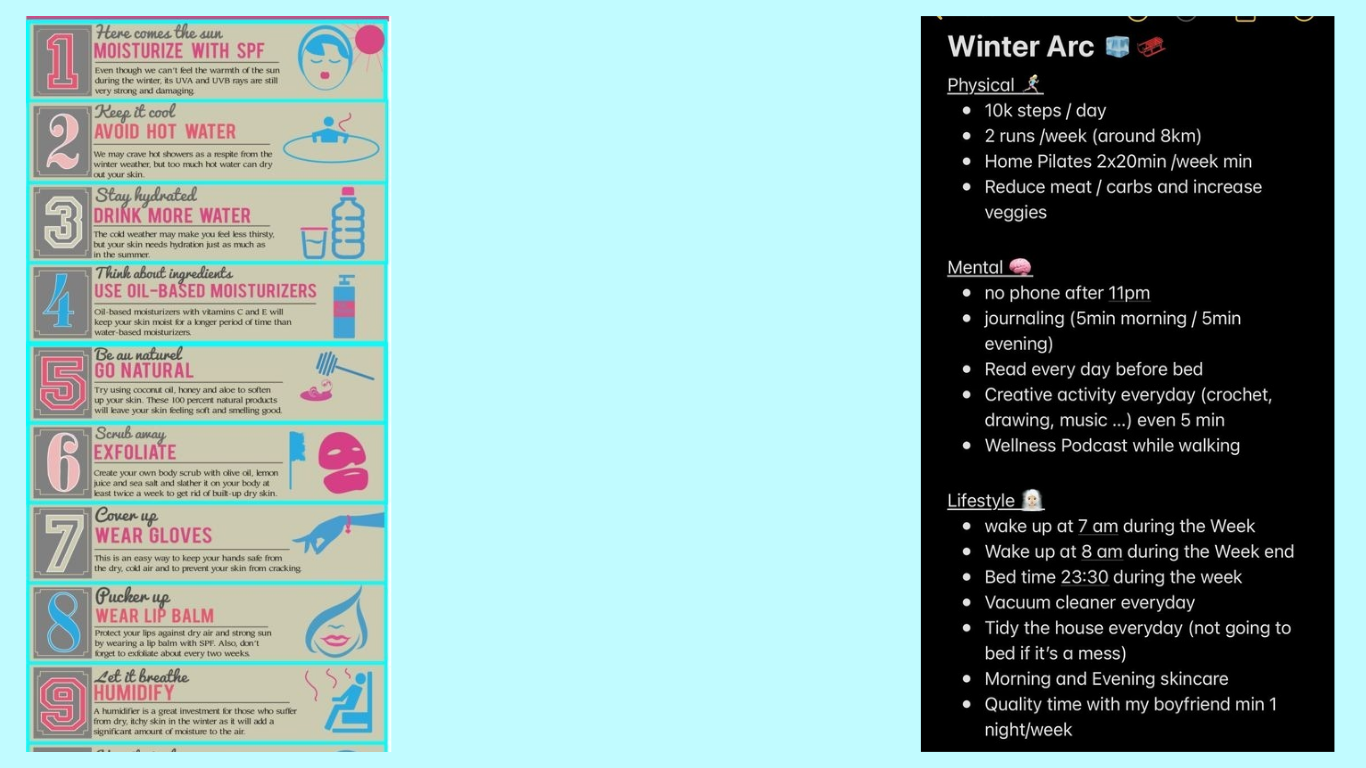 1
Here comes the sun
MOISTURIZE WITH SPF
Even though we can't feel the warmth of the sun
during the winter, its UVA and UVB rays are still
very strong and damaging.
2
Keep it cool
AVOID HOT WATER
We may crave hot showers as a respite from the
winter weather, but too much hot water can dry
out your skin.
3
Stay hydrated
DRINK MORE WATER
The cold weather may make you feel less thirsty,
but your skin needs hydration just as much as
in the summer.
4
Think about ingredients
USE OIL-BASED MOISTURIZERS
Oil-based moisturizers with vitamins C and E will
keep your skin moist for a longer period of time than
water-based moisturizers.
5
Be au naturel
GO NATURAL
Try using coconut oil, honey and aloe to soften
up your skin. These 100 percent natural products
will leave your skin feeling soft and smelling good.
6
Scrub away
EXFOLIATE
Create your own body scrub with olive oil, lemon
juice and sea salt and slather it on your body at
least twice a week to get rid of built-up dry skin.
7
Cover up
WEAR GLOVES
This is an easy way to keep your hands safe from
the dry, cold air and to prevent your skin from cracking.
8
Pucker up
WEAR LIP BALM
Protect your lips against dry air and strong sun
by wearing a lip balm with SPF. Also, don't
forget to exfoliate about every two weeks.
9
Let it breathe
HUMIDIFY
A humidifier is a great investment for those who suffer
from dry, itchy skin in the winter as it will add a
significant amount of moisture to the air.
Winter Arc 🧊 🛷
Physical 🏃
• 10k steps / day
• 2 runs /week (around 8km)
• Home Pilates 2x20min /week min
• Reduce meat / carbs and increase
veggies
Mental 🧠
• no phone after 11pm
• journaling (5min morning / 5min
evening)
• Read every day before bed
• Creative activity everyday (crochet,
drawing, music ...) even 5 min
• Wellness Podcast while walking
Lifestyle 👰
• wake up at 7 am during the Week
• Wake up at 8 am during the Week end
• Bed time 23:30 during the week
• Vacuum cleaner everyday
• Tidy the house everyday (not going to
bed if it's a mess)
• Morning and Evening skincare
• Quality time with my boyfriend min 1
night/week